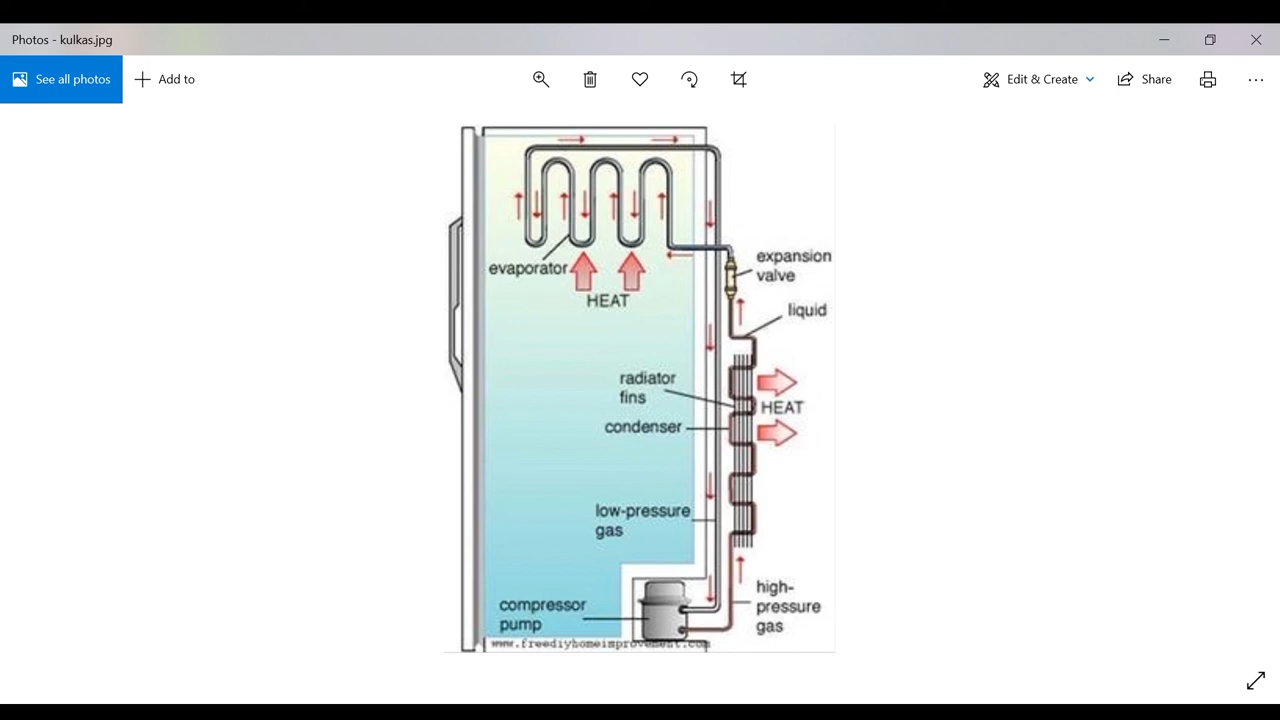 Photos - kulkas.jpg
See all photos
Add to
Edit & Create
Share
expansion
valve
evaporator
HEAT
liquid
radiator
fins
HEAT
condenser
low-pressure
gas
high-
pressure
gas
compressor
pump
www.freediyhomeimprovement.com